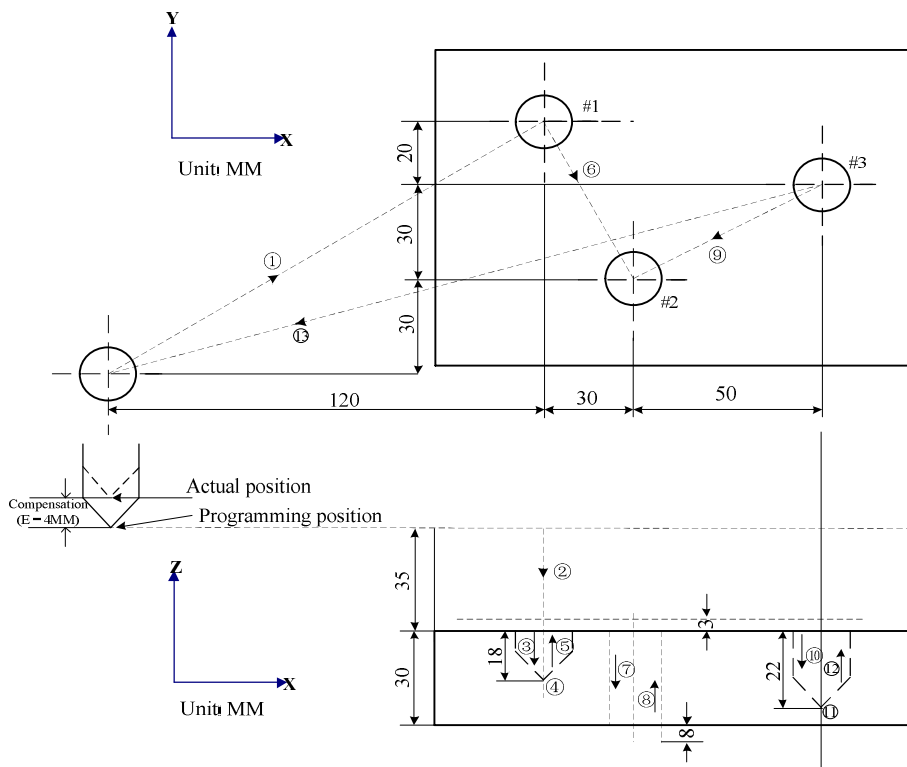 Y
X
Unit: MM
#1
#3
#2
20
30
30
①
⑥
⑨
⑬
120
30
50
Actual position
Compensation
(E=4MM)
Programming position
Z
X
Unit: MM
35
30
②
3
18
③
⑤
④
⑦
⑧
8
22
⑩
⑫
⑪